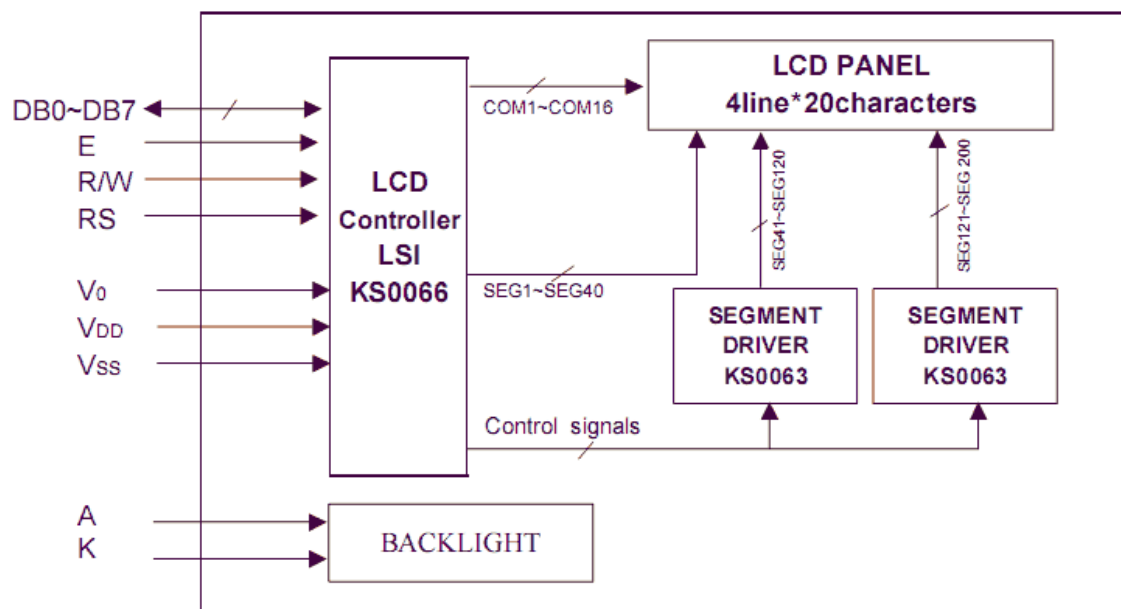 DB0~DB7
E
R/W
RS
V0
VDD
VSS
A
K
LCD
Controller
LSI
KS0066
COM1~COM16
SEG1~SEG40
Control signals
LCD PANEL
4line*20characters
SEG41~SEG120
SEG121~SEG 200
SEGMENT
DRIVER
KS0063
SEGMENT
DRIVER
KS0063
BACKLIGHT